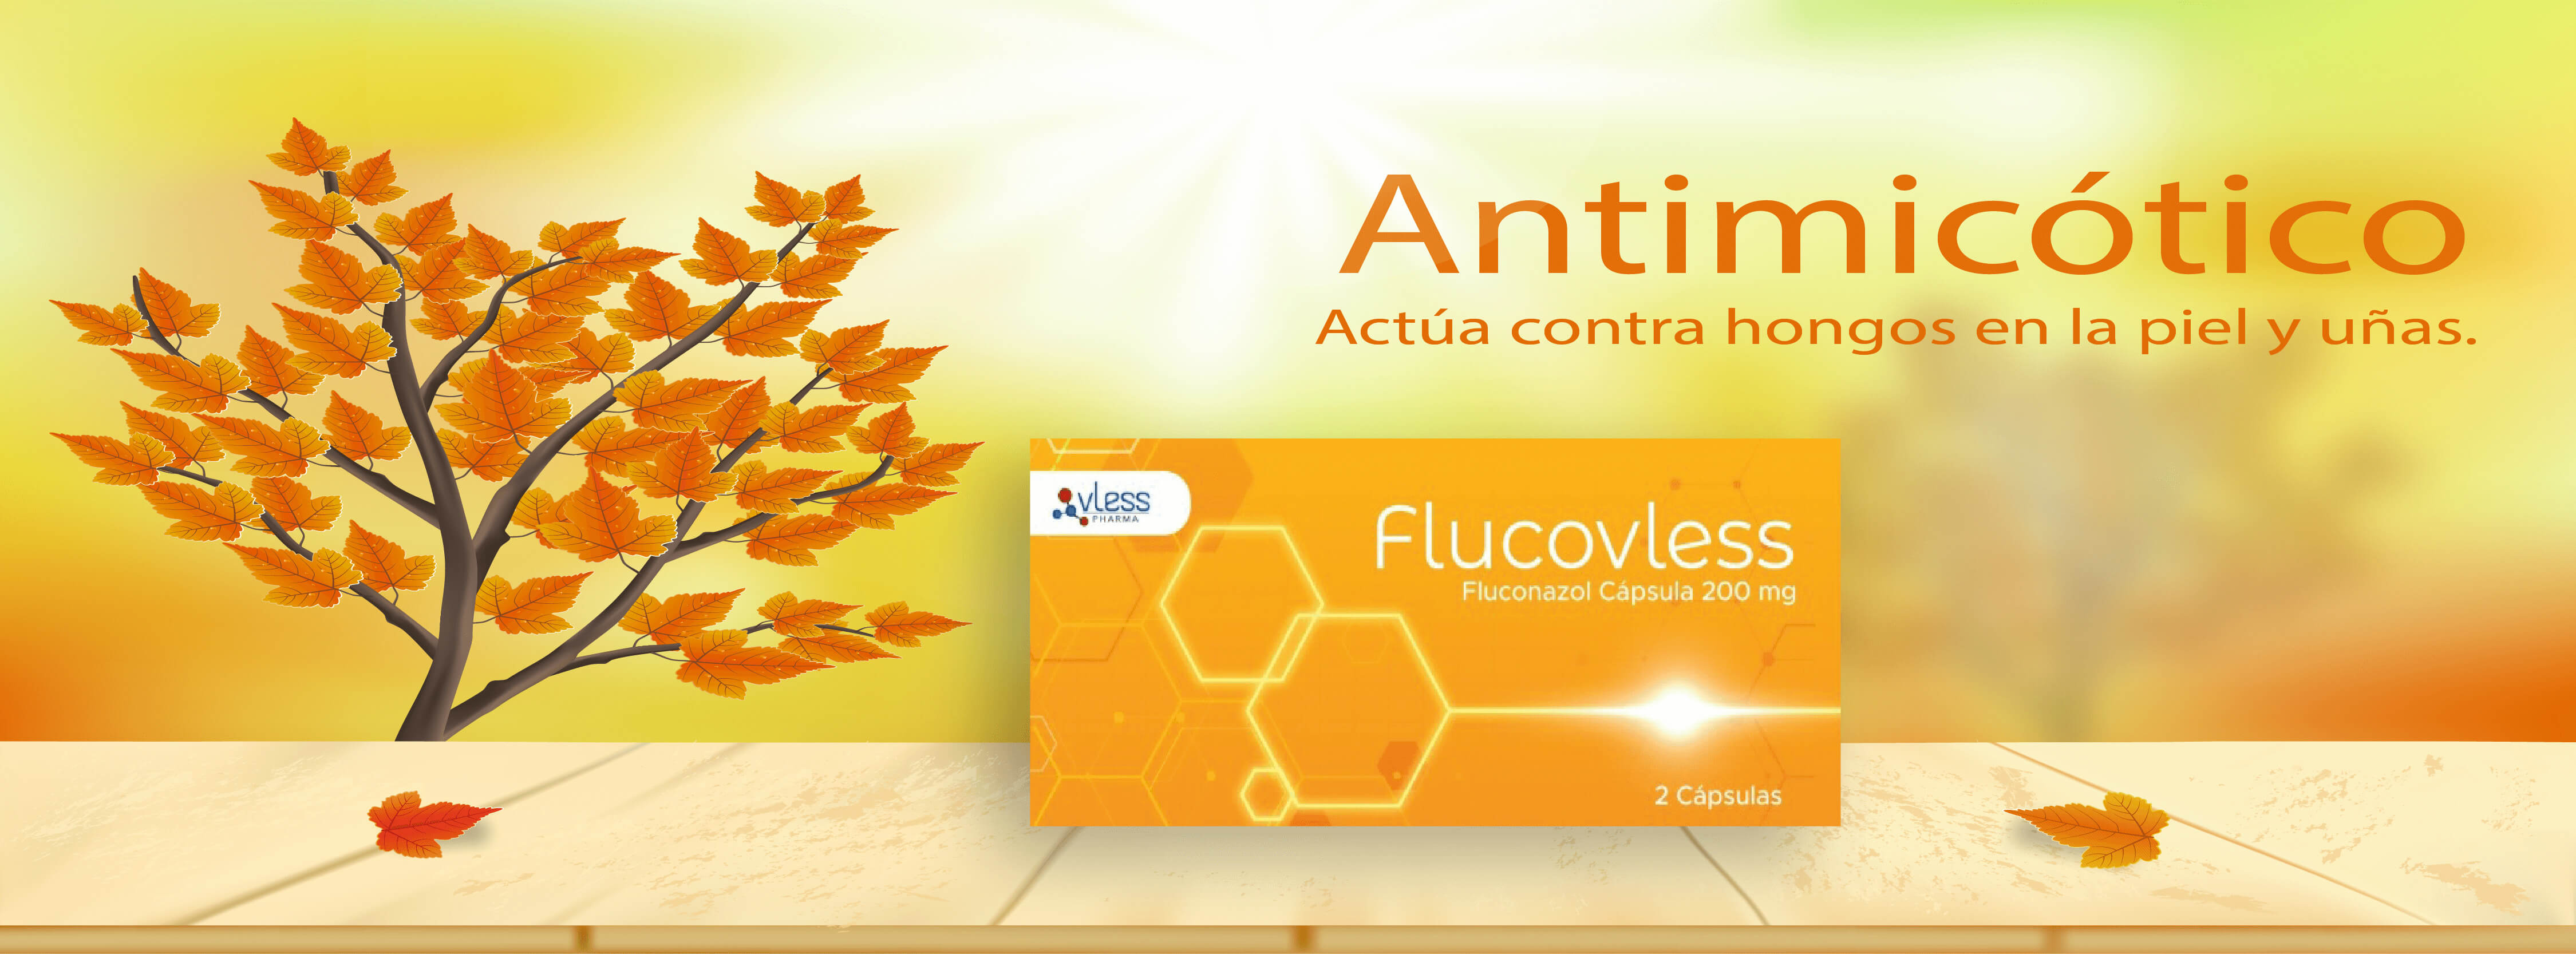 Antimicótico
Actúa contra hongos en la piel y uñas.
vless
PHARMA
Flucovless
Fluconazol Cápsula 200 mg
2 Cápsulas